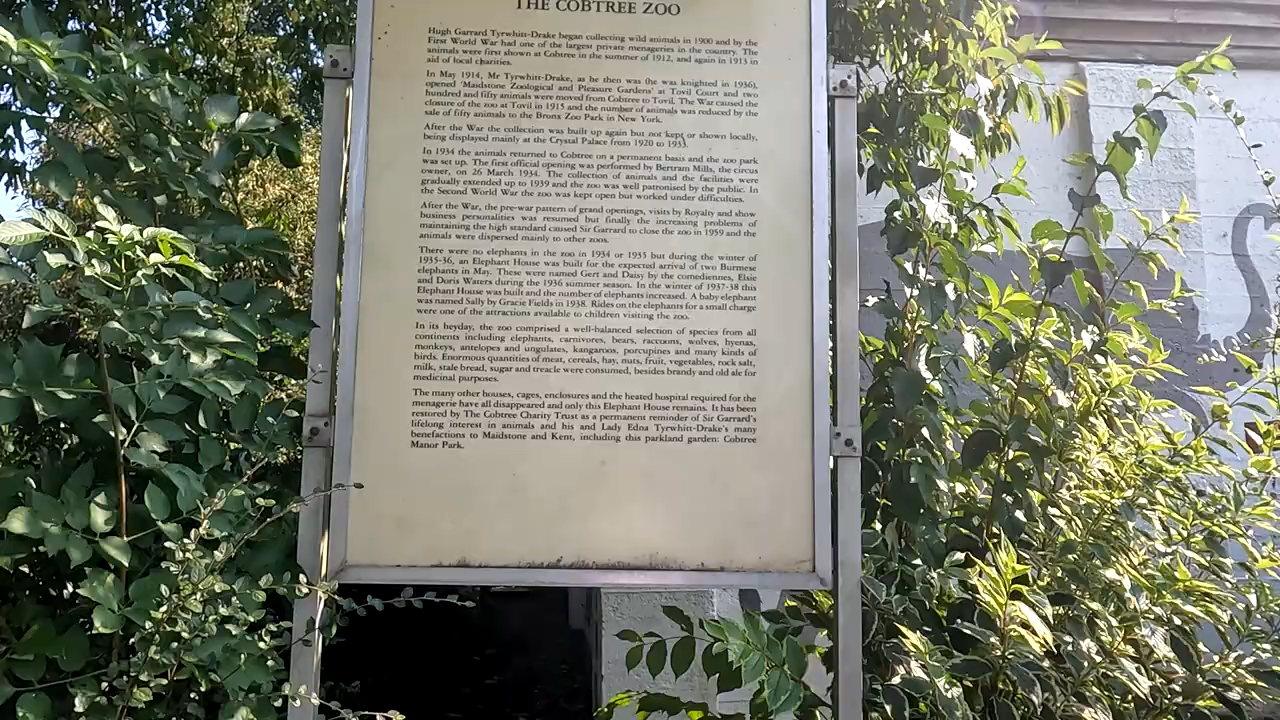 THE COBTREE ZOO
Hugh Garrard Tyrwhitt-Drake began collecting wild animals in 1900 and by the
First World War had one of the largest private menageries in the country. The
animals were first shown at Cobtree in the summer of 1912, and again in 1913 in
aid of local charities.
In May 1914, Mr Tyrwhitt-Drake, as he then was (he was knighted in 1936),
opened 'Maidstone Zoological and Pleasure Gardens' at Tovil Court and two
hundred and fifty animals were moved from Cobtree to Tovil. The War caused the
closure of the zoo at Tovil in 1915 and the number of animals was reduced by the
sale of fifty animals to the Bronx Zoo Park in New York.
After the War the collection was built up again but not kept or shown locally,
being displayed mainly at the Crystal Palace from 1920 to 1933.
In 1934 the animals returned to Cobtree on a permanent basis and the zoo park
was set up. The first official opening was performed by Bertram Mills, the circus
owner, on 26 March 1934. The collection of animals and the facilities were
gradually extended up to 1939 and the zoo was well patronised by the public. In
the Second World War the zoo was kept open but worked under difficulties.
After the War, the pre-war pattern of grand openings, visits by Royalty and show
business personalities was resumed but finally the increasing problems of
maintaining the high standard caused Sir Garrard to close the zoo in 1959 and the
animals were dispersed mainly to other zoos.
There were no elephants in the zoo in 1934 or 1935 but during the winter of
1935-36, an Elephant House was built for the expected arrival of two Burmese
elephants in May. These were named Gert and Daisy by the comediennes, Elsie
and Doris Waters during the 1936 summer season. In the winter of 1937-38 this
Elephant House was built and the number of elephants increased. A baby elephant
was named Sally by Gracie Fields in 1938. Rides on the elephants for a small charge
were one of the attractions available to children visiting the zoo.
In its heyday, the zoo comprised a well-balanced selection of species from all
continents including elephants, carnivores, bears, raccoons, wolves, hyenas,
monkeys, antelopes and ungulates, kangaroos, porcupines and many kinds of
birds. Enormous quantities of meat, cereals, hay, nuts, fruit, vegetables, rock salt,
milk, stale bread, sugar and treacle were consumed, besides brandy and old ale for
medicinal purposes.
The many other houses, cages, enclosures and the heated hospital required for the
menagerie have all disappeared and only this Elephant House remains. It has been
restored by The Cobtree Charity Trust as a permanent reminder of Sir Garrard's
lifelong interest in animals and his and Lady Edna Tyrwhitt-Drake's many
benefactions to Maidstone and Kent, including this parkland garden: Cobtree
Manor Park.